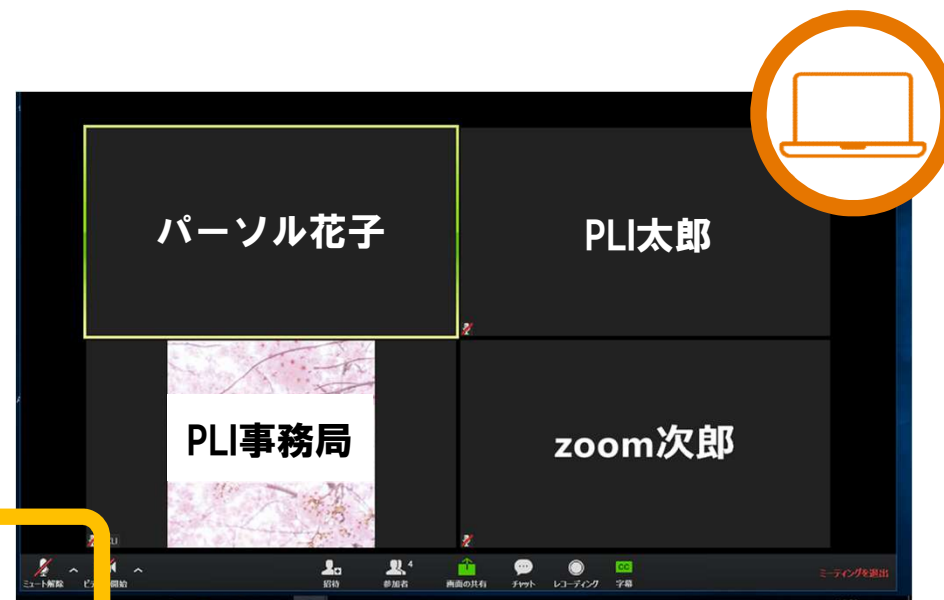 パーソル花子
PLI太郎
PLI事務局
zoom次郎
ミュート解除
招待
4
参加者
画面の共有
チャット
レコーディング
CC
字幕
ミーティングを退出